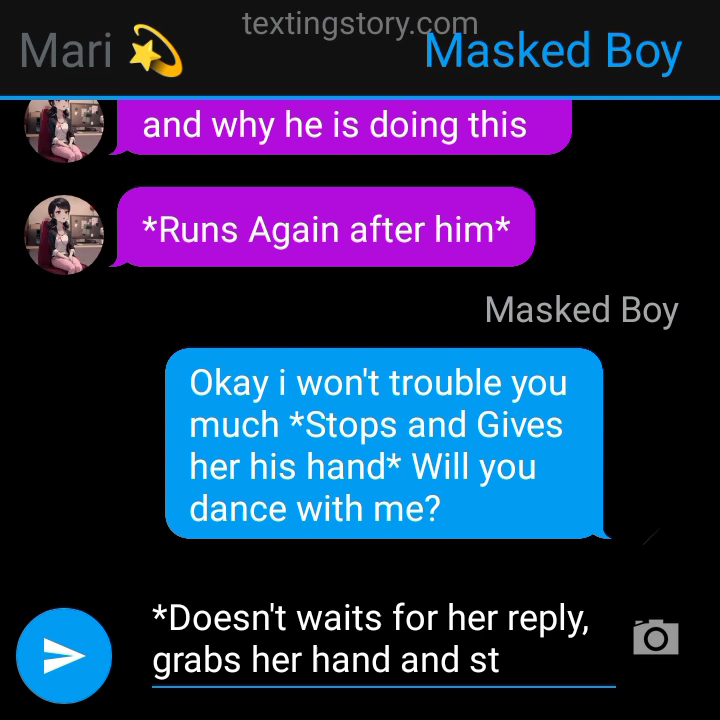 textingstory.com
Mari 💫
Masked Boy
and why he is doing this
*Runs Again after him*
Masked Boy
Okay i won't trouble you
much *Stops and Gives
her his hand* Will you
dance with me?
*Doesn't waits for her reply,
grabs her hand and st